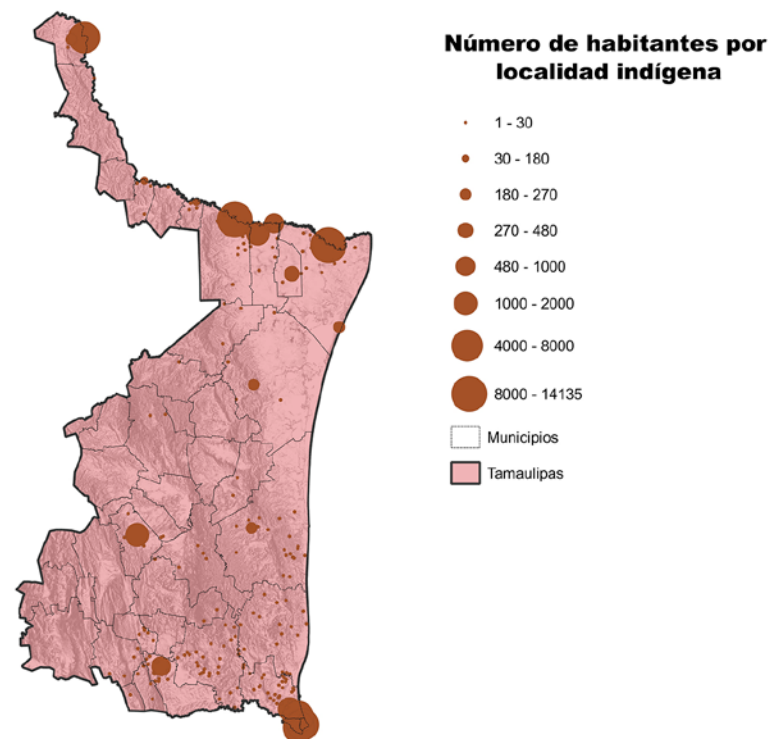 Número de habitantes por
localidad indígena
1 - 30
30 - 180
180 - 270
270 - 480
480 - 1000
1000 - 2000
4000 - 8000
8000 - 14135
Municipios
Tamaulipas